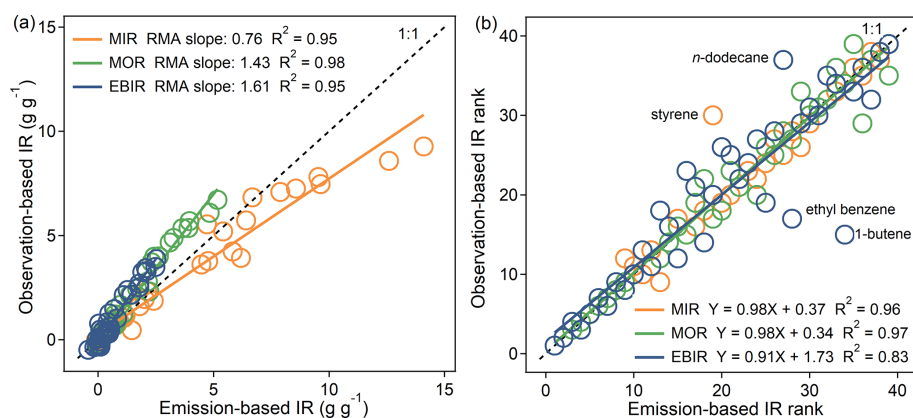 (a)
15
10
5
0
0
5
10
15
Observation-based IR (g g⁻¹)
Emission-based IR (g g⁻¹)
1:1
MIR RMA slope: 0.76 R² = 0.95
MOR RMA slope: 1.43 R² = 0.98
EBIR RMA slope: 1.61 R² = 0.95
(b)
40
30
20
10
0
0
10
20
30
40
Observation-based IR rank
Emission-based IR rank
1:1
n-dodecane
styrene
ethyl benzene
1-butene
MIR Y = 0.98X + 0.37 R² = 0.96
MOR Y = 0.98X + 0.34 R² = 0.97
EBIR Y = 0.91X + 1.73 R² = 0.83